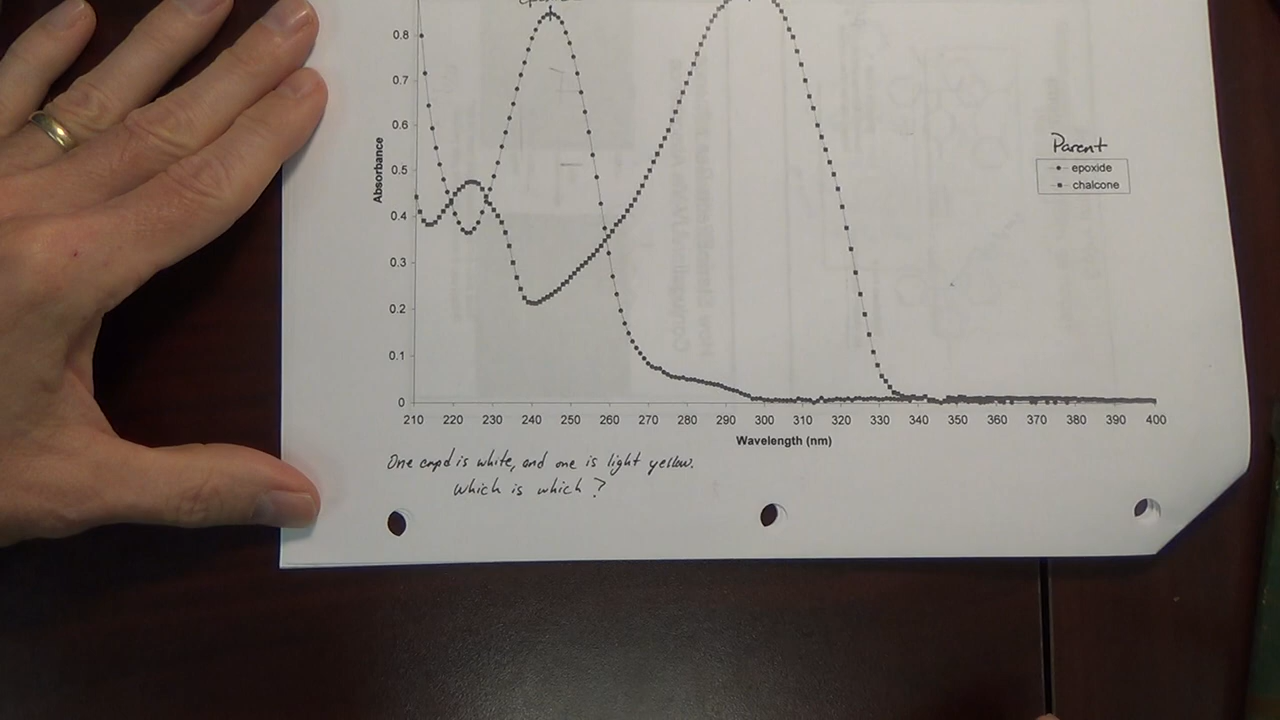 0.8
0.7
0.6
0.5
0.4
0.3
0.2
0.1
0
Absorbance
Parent
epoxide
chalcone
210 220 230 240 250 260 270 280 290 300 310 320 330 340 350 360 370 380 390 400
Wavelength (nm)
One cmpd is white, and one is light yellow.
Which is which?